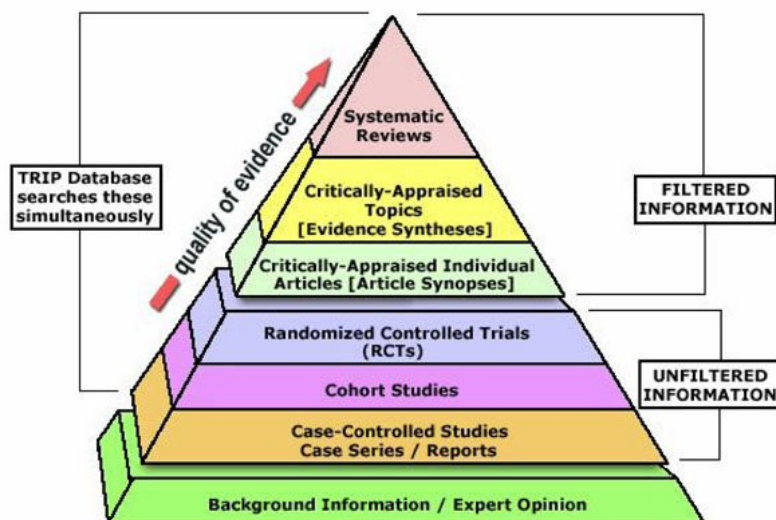 Systematic
Reviews
quality of evidence
TRIP Database
searches these
simultaneously
Critically-Appraised
Topics
[Evidence Syntheses]
FILTERED
INFORMATION
Critically-Appraised Individual
Articles [Article Synopses]
Randomized Controlled Trials
(RCTs)
UNFILTERED
INFORMATION
Cohort Studies
Case-Controlled Studies
Case Series / Reports
Background Information / Expert Opinion